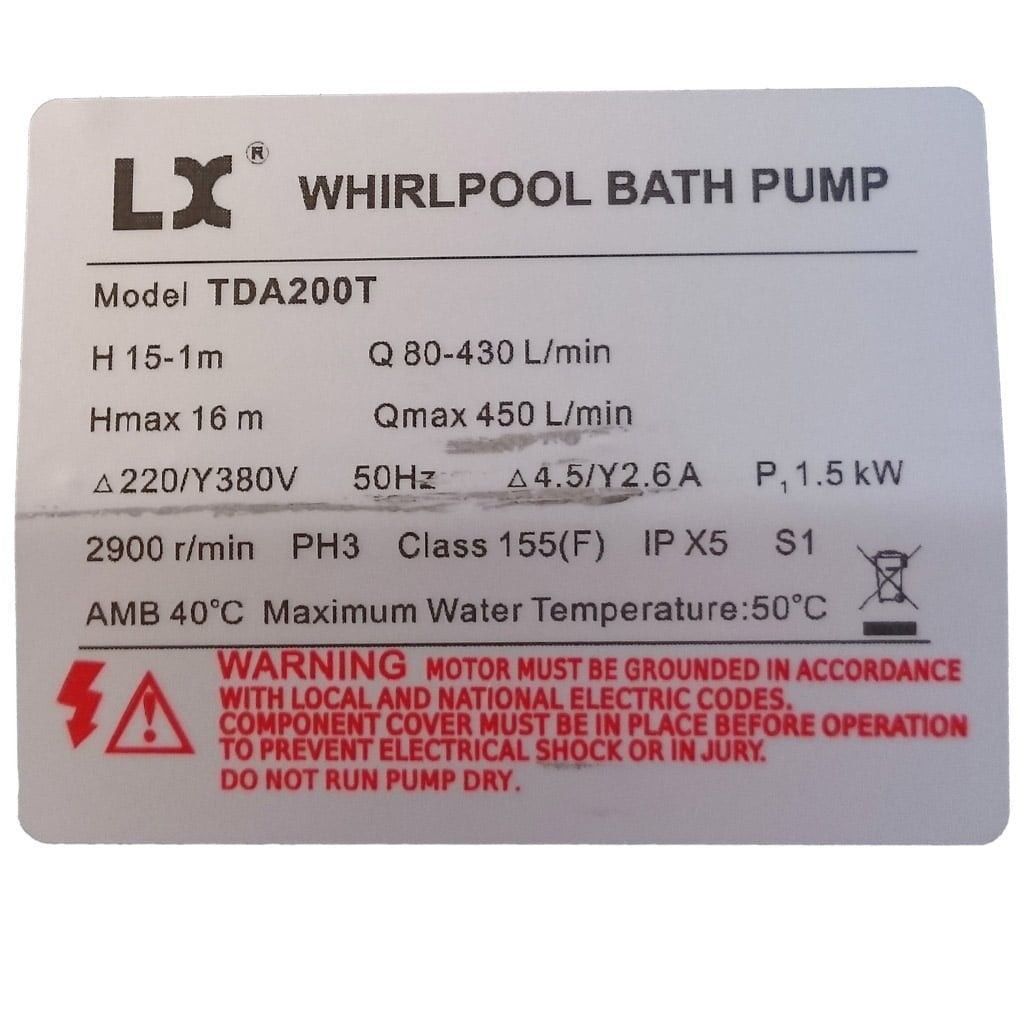 LX ® WHIRLPOOL BATH PUMP
Model TDA200T
H 15-1m Q 80-430 L/min
Hmax 16 m Qmax 450 L/min
△220/Y380V 50Hz △4.5/Y2.6A P₁1.5 kW
2900 r/min PH3 Class 155(F) IP X5 S1
AMB 40°C Maximum Water Temperature:50°C
WARNING MOTOR MUST BE GROUNDED IN ACCORDANCE
WITH LOCAL AND NATIONAL ELECTRIC CODES.
COMPONENT COVER MUST BE IN PLACE BEFORE OPERATION
TO PREVENT ELECTRICAL SHOCK OR IN JURY.
DO NOT RUN PUMP DRY.